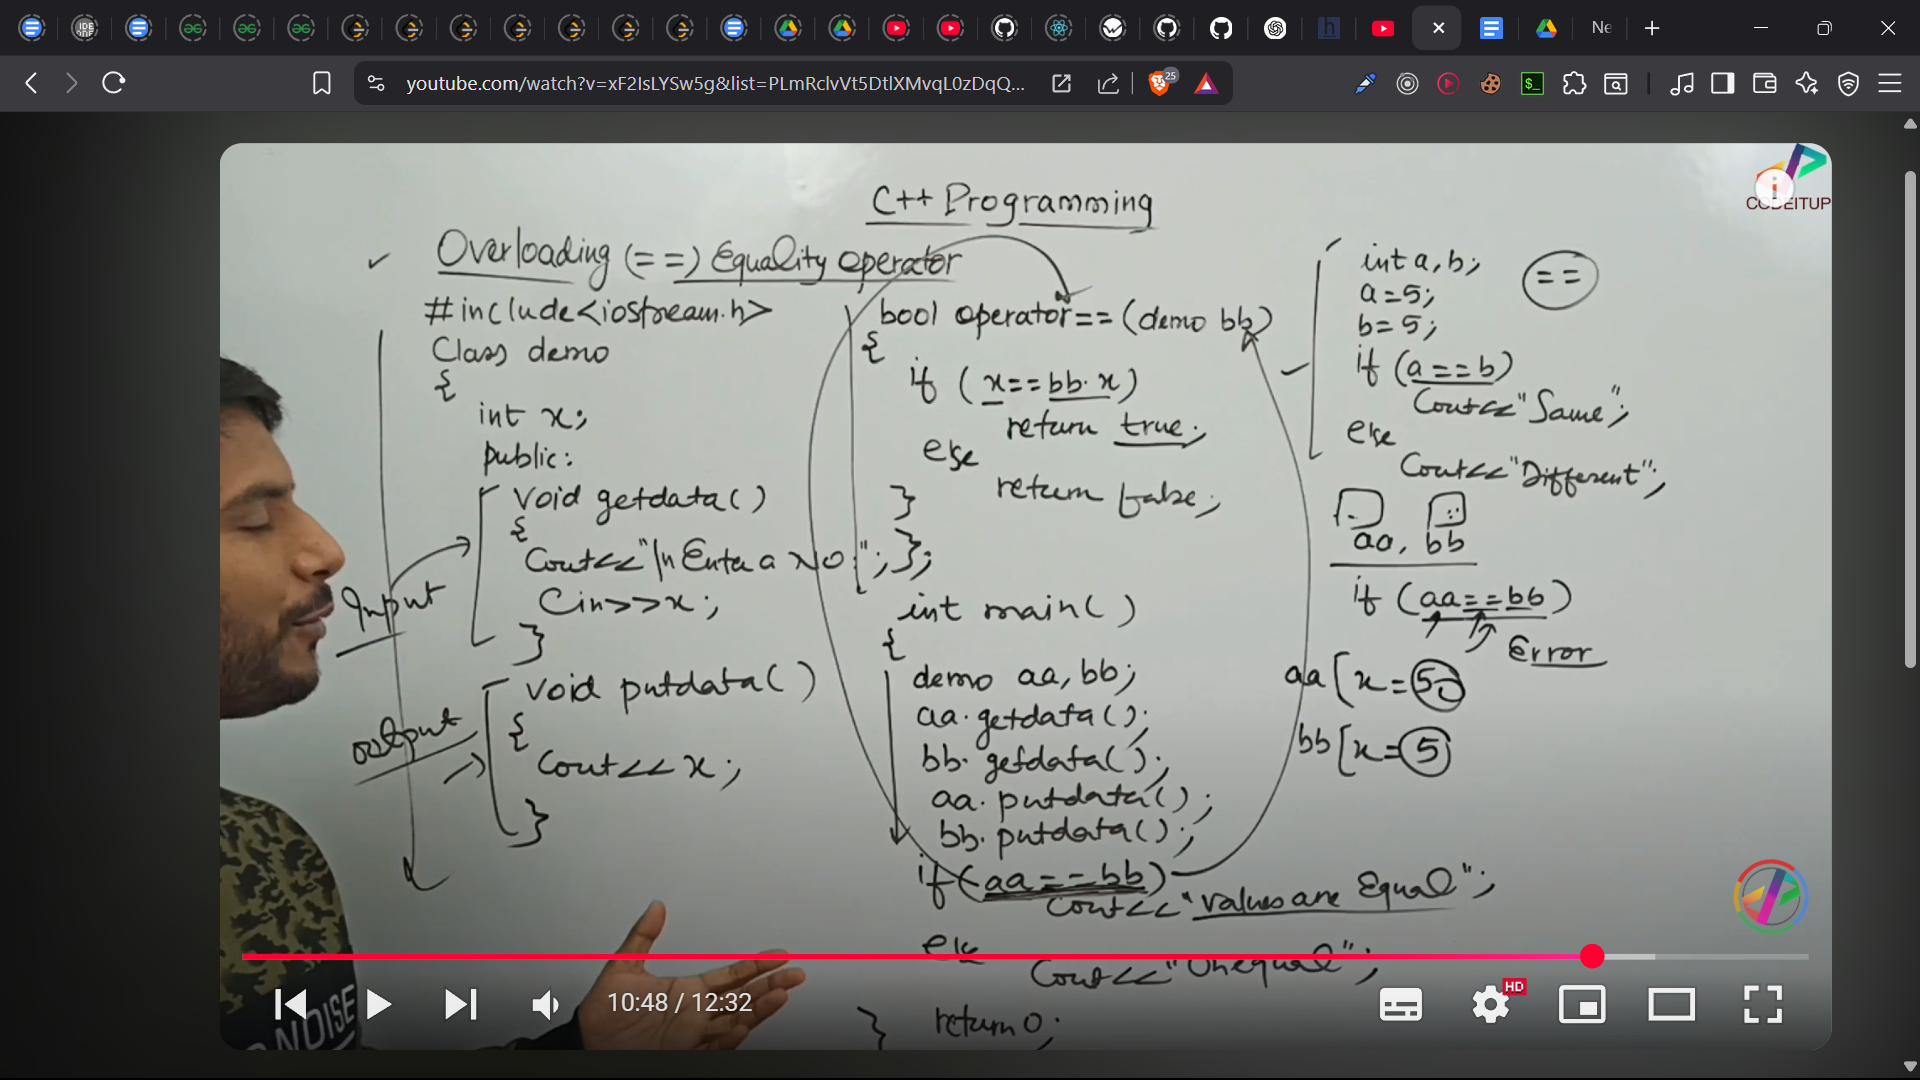 Ne
youtube.com/watch?v=xF2IsLYSw5g&list=PLmRclvVt5DtlXMvqL0zDqQ...
25
CODEITUP
C++ Programming
Overloading (==) Equality operator
#include<iostream.h>
Class demo
{
int x;
public:
void getdata()
{
Cout<<"\n Enter a No:";
Cin>>x;
}
void putdata()
{
Cout<<x;
}
Input
output
bool operator==(demo bb)
{
if (x==bb.x)
return true;
else
return false;
}
};
int main()
{
demo aa, bb;
aa.getdata();
bb.getdata();
aa.putdata();
bb.putdata();
if(aa==bb)
Cout<<"values are Equal";
else
Cout<<"Unequal";
return 0;
}
int a, b;
a=5;
b=5;
==
if (a==b)
Cout<<"Same";
else
Cout<<"Different";
aa, bb
if (aa==bb)
Error
aa[x=5
bb[x=5
NOISE
10:48 / 12:32
HD